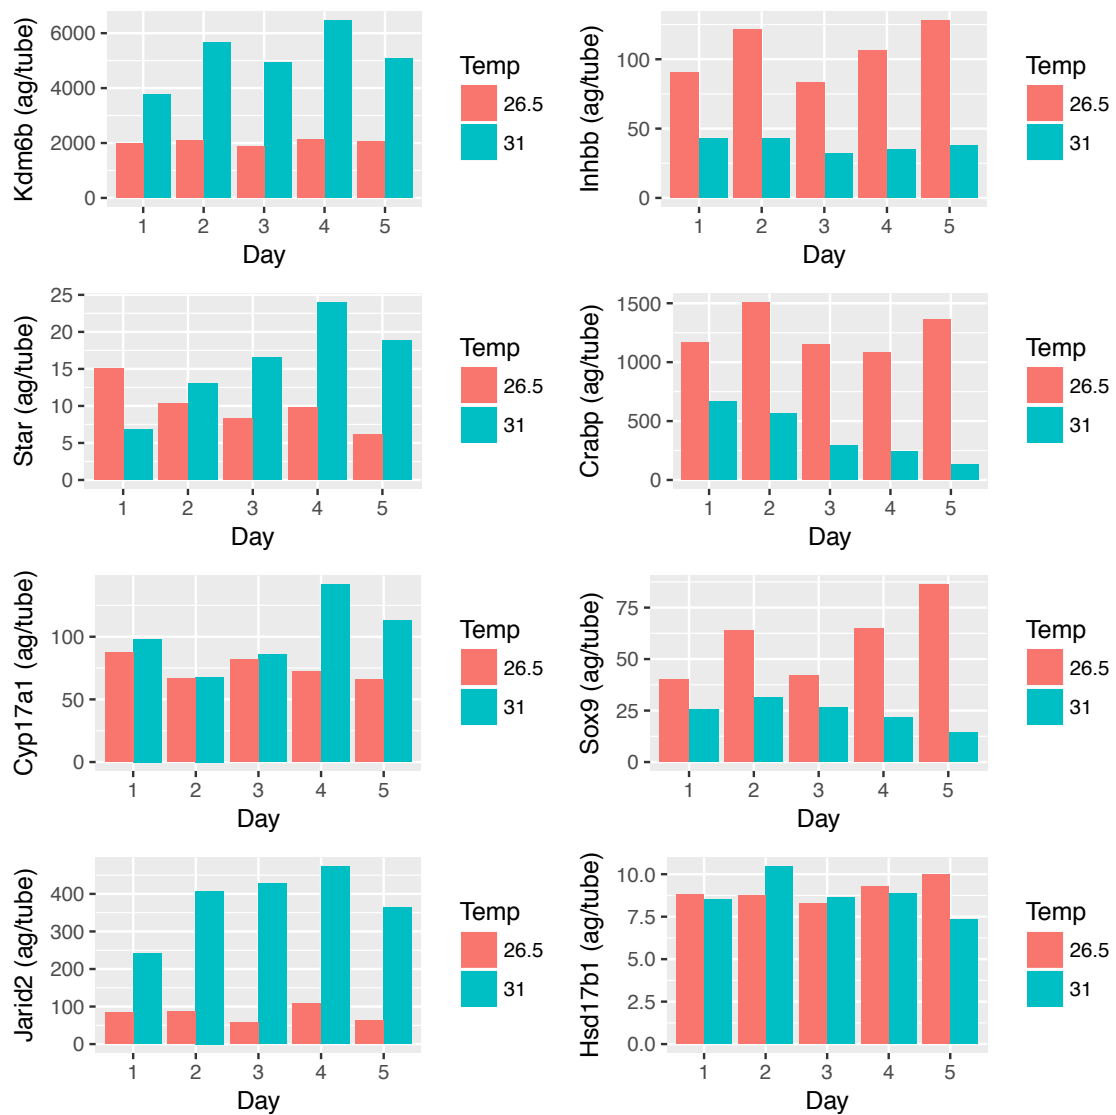 Kdm6b (ag/tube)
6000
4000
2000
0
1 2 3 4 5
Day
Temp
26.5
31
Inhbb (ag/tube)
100
50
0
1 2 3 4 5
Day
Temp
26.5
31
Star (ag/tube)
25
20
15
10
5
0
1 2 3 4 5
Day
Temp
26.5
31
Crabp (ag/tube)
1500
1000
500
0
1 2 3 4 5
Day
Temp
26.5
31
Cyp17a1 (ag/tube)
100
50
0
1 2 3 4 5
Day
Temp
26.5
31
Sox9 (ag/tube)
75
50
25
0
1 2 3 4 5
Day
Temp
26.5
31
Jarid2 (ag/tube)
400
300
200
100
0
1 2 3 4 5
Day
Temp
26.5
31
Hsd17b1 (ag/tube)
10.0
7.5
5.0
2.5
0.0
1 2 3 4 5
Day
Temp
26.5
31